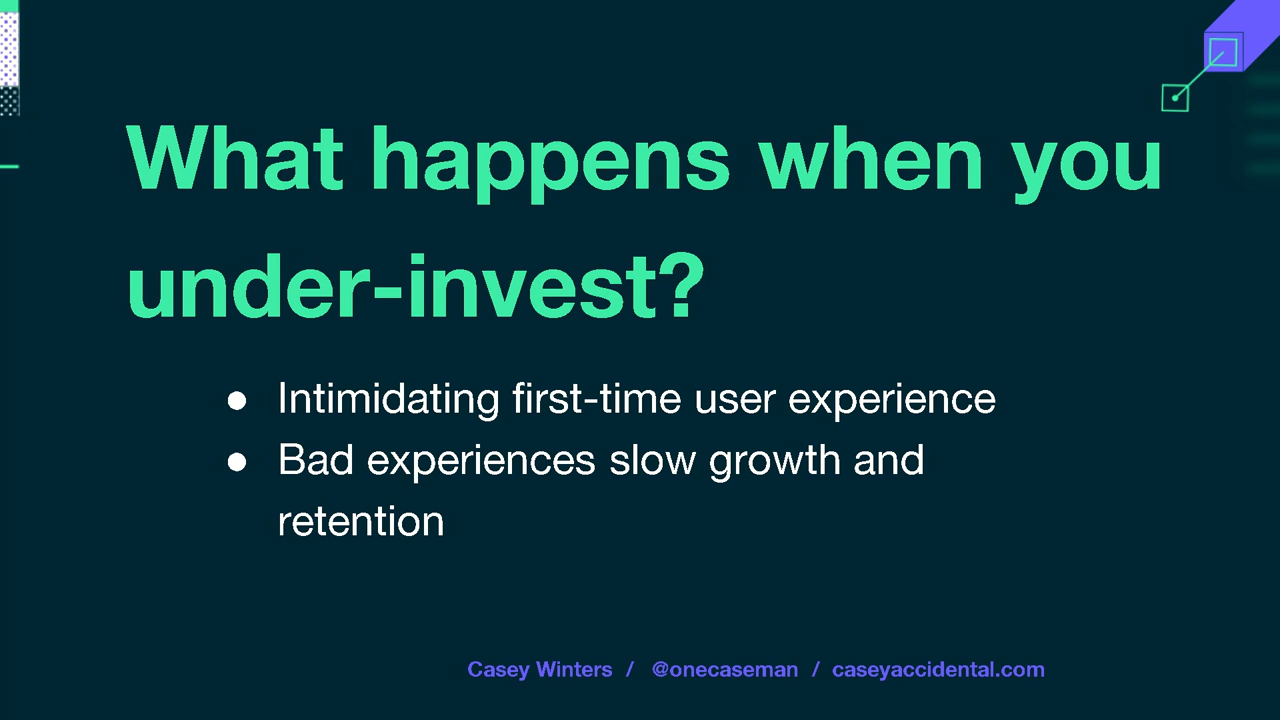 What happens when you
under-invest?
● Intimidating first-time user experience
● Bad experiences slow growth and
retention
Casey Winters / @onecaseman / caseyaccidental.com